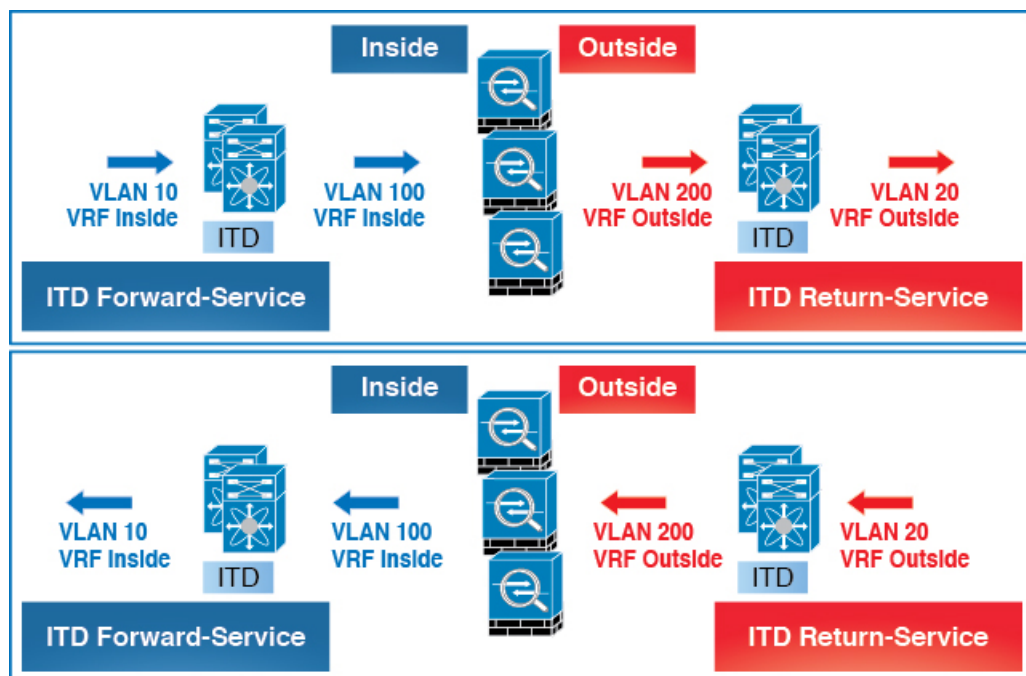 Inside
Outside
VLAN 10
VRF Inside
VLAN 100
VRF Inside
VLAN 200
VRF Outside
VLAN 20
VRF Outside
ITD
ITD
ITD Forward-Service
ITD Return-Service
Inside
Outside
VLAN 10
VRF Inside
VLAN 100
VRF Inside
VLAN 200
VRF Outside
VLAN 20
VRF Outside
ITD
ITD
ITD Forward-Service
ITD Return-Service